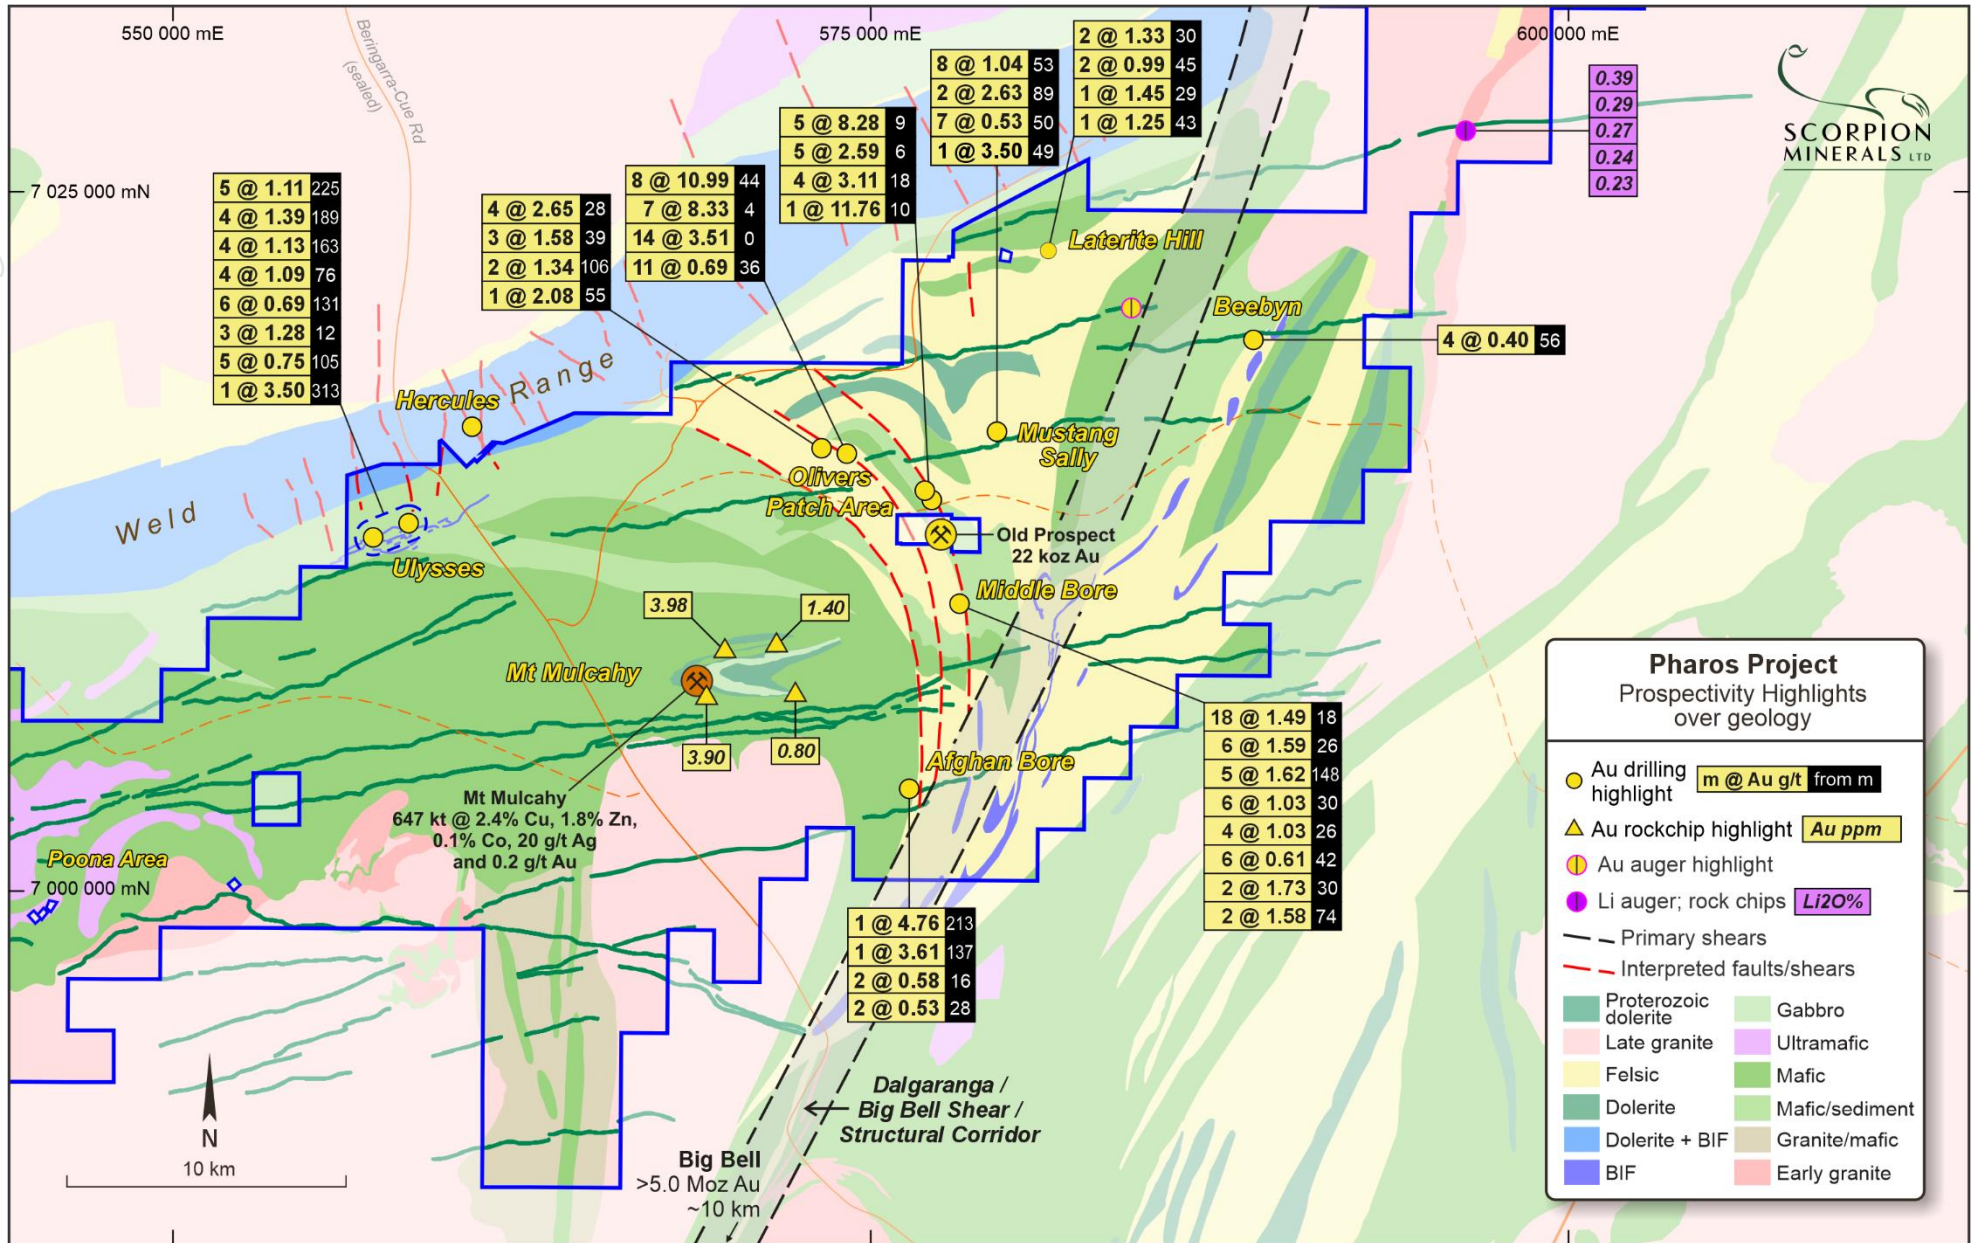 550 000 mE
575 000 mE
600 000 mE
Beringarra-Cue Rd
(sealed)
SCORPION
MINERALS LTD
7 025 000 mN
7 000 000 mN
2 @ 1.33 30
2 @ 0.99 45
1 @ 1.45 29
1 @ 1.25 43
8 @ 1.04 53
2 @ 2.63 89
7 @ 0.53 50
1 @ 3.50 49
0.39
0.29
0.27
0.24
0.23
5 @ 8.28 9
5 @ 2.59 6
4 @ 3.11 18
1 @ 11.76 10
8 @ 10.99 44
7 @ 8.33 4
14 @ 3.51 0
11 @ 0.69 36
4 @ 2.65 28
3 @ 1.58 39
2 @ 1.34 106
1 @ 2.08 55
5 @ 1.11 225
4 @ 1.39 189
4 @ 1.13 163
4 @ 1.09 76
6 @ 0.69 131
3 @ 1.28 12
5 @ 0.75 105
1 @ 3.50 313
Laterite Hill
Beebyn
4 @ 0.40 56
Weld Range
Hercules
Mustang
Sally
Olivers
Patch Area
Old Prospect
22 koz Au
Ulysses
Middle Bore
3.98
1.40
Mt Mulcahy
3.90
0.80
Afghan Bore
Mt Mulcahy
647 kt @ 2.4% Cu, 1.8% Zn,
0.1% Co, 20 g/t Ag
and 0.2 g/t Au
Poona Area
18 @ 1.49 18
6 @ 1.59 26
5 @ 1.62 148
6 @ 1.03 30
4 @ 1.03 26
6 @ 0.61 42
2 @ 1.73 30
2 @ 1.58 74
1 @ 4.76 213
1 @ 3.61 137
2 @ 0.58 16
2 @ 0.53 28
Dalgaranga /
Big Bell Shear /
Structural Corridor
Big Bell
>5.0 Moz Au
~10 km
N
10 km
Pharos Project
Prospectivity Highlights
over geology
Au drilling
highlight
m @ Au g/t from m
Au rockchip highlight Au ppm
Au auger highlight
Li auger; rock chips Li2O%
Primary shears
Interpreted faults/shears
Proterozoic
dolerite
Late granite
Felsic
Dolerite
Dolerite + BIF
BIF
Gabbro
Ultramafic
Mafic
Mafic/sediment
Granite/mafic
Early granite